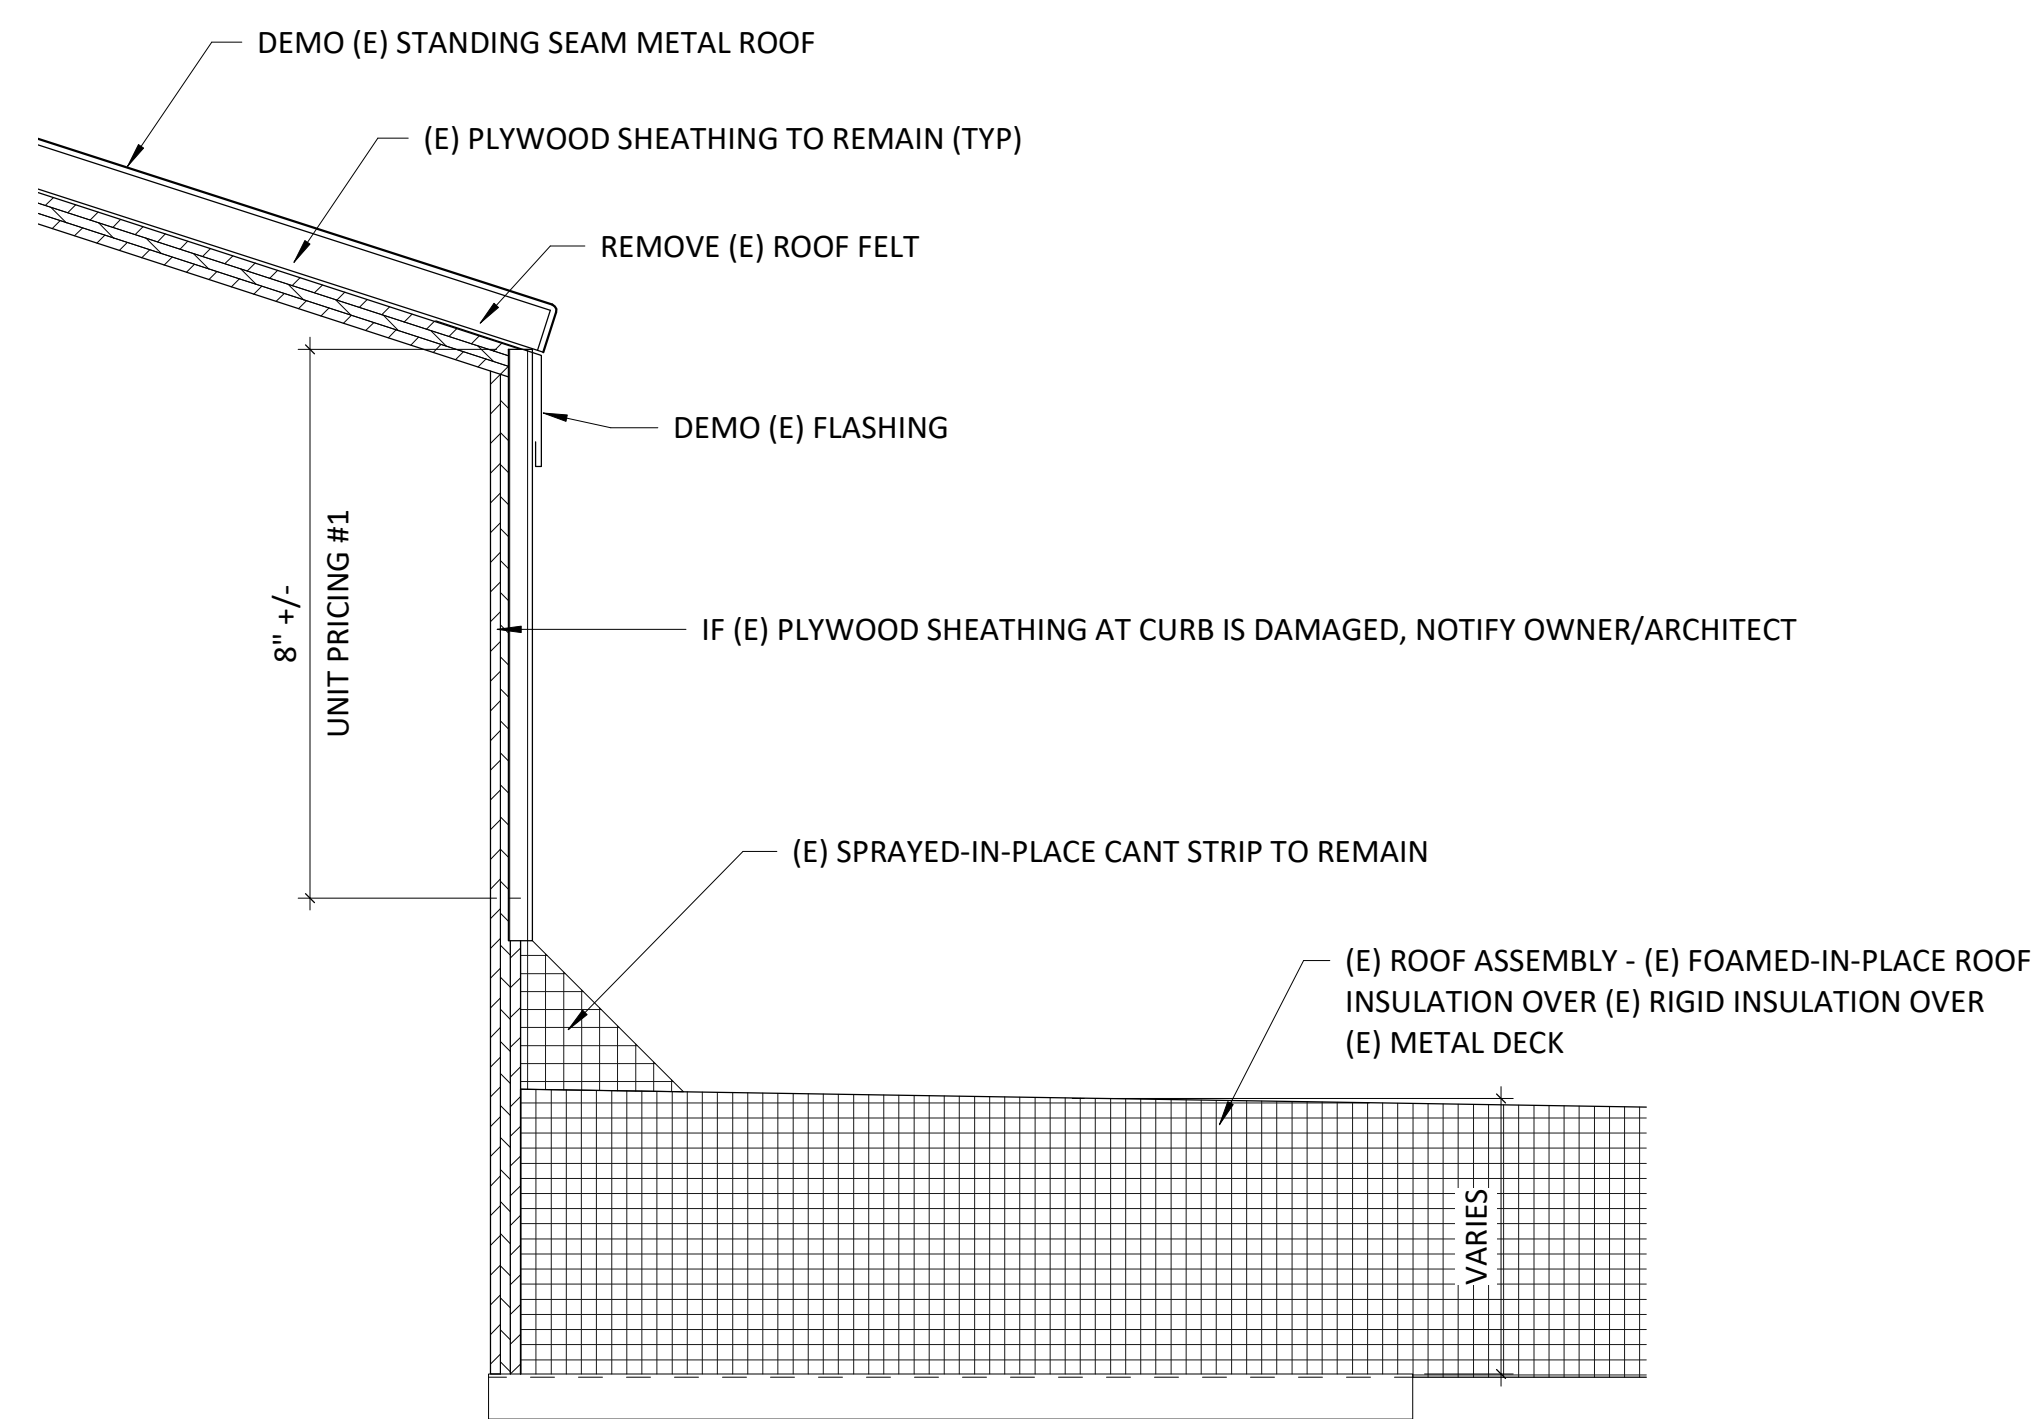 DEMO (E) STANDING SEAM METAL ROOF
(E) PLYWOOD SHEATHING TO REMAIN (TYP)
REMOVE (E) ROOF FELT
DEMO (E) FLASHING
8" +/-
UNIT PRICING #1
IF (E) PLYWOOD SHEATHING AT CURB IS DAMAGED, NOTIFY OWNER/ARCHITECT
(E) SPRAYED-IN-PLACE CANT STRIP TO REMAIN
(E) ROOF ASSEMBLY - (E) FOAMED-IN-PLACE ROOF
INSULATION OVER (E) RIGID INSULATION OVER
(E) METAL DECK
VARIES